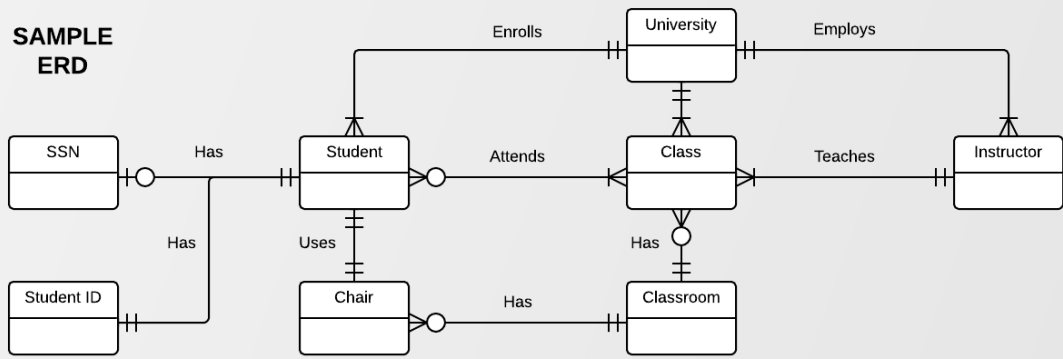 SAMPLE
ERD
University
Enrolls
Employs
SSN
Has
Student
Attends
Class
Teaches
Instructor
Has
Uses
Has
Student ID
Chair
Has
Classroom